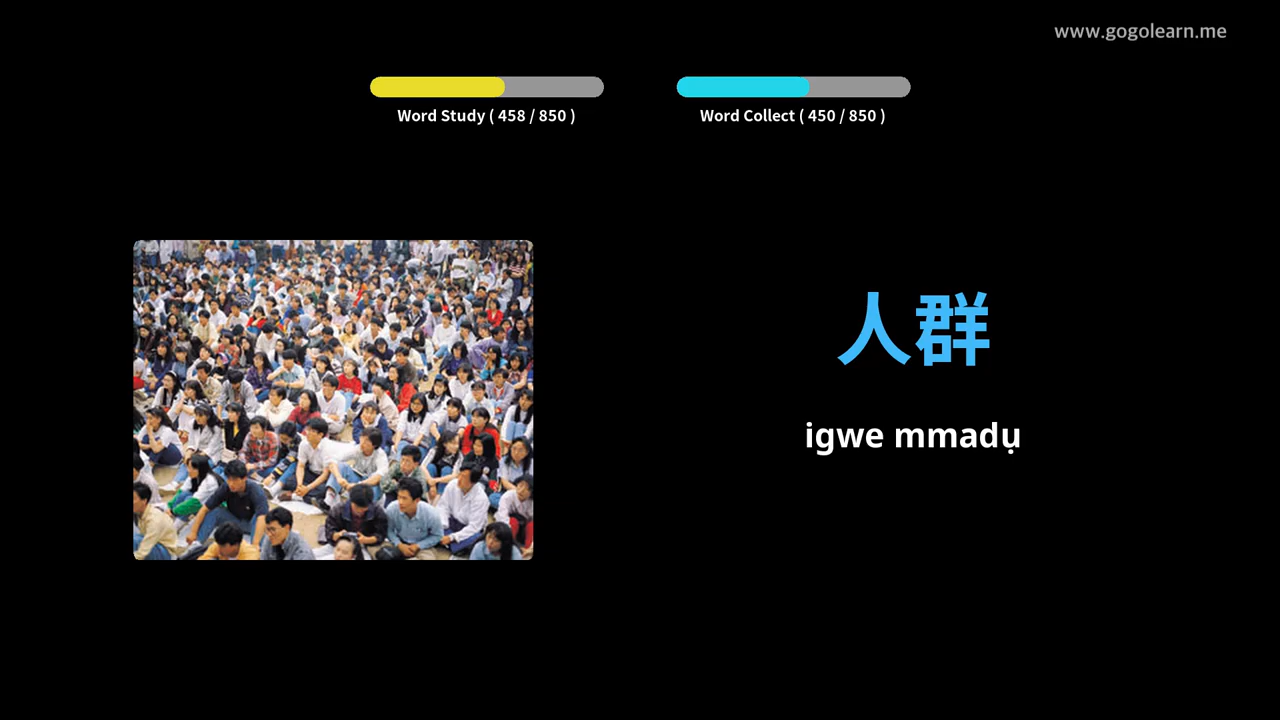 www.gogolearn.me
Word Study ( 458 / 850 )
Word Collect ( 450 / 850 )
人群
igwe mmadụ